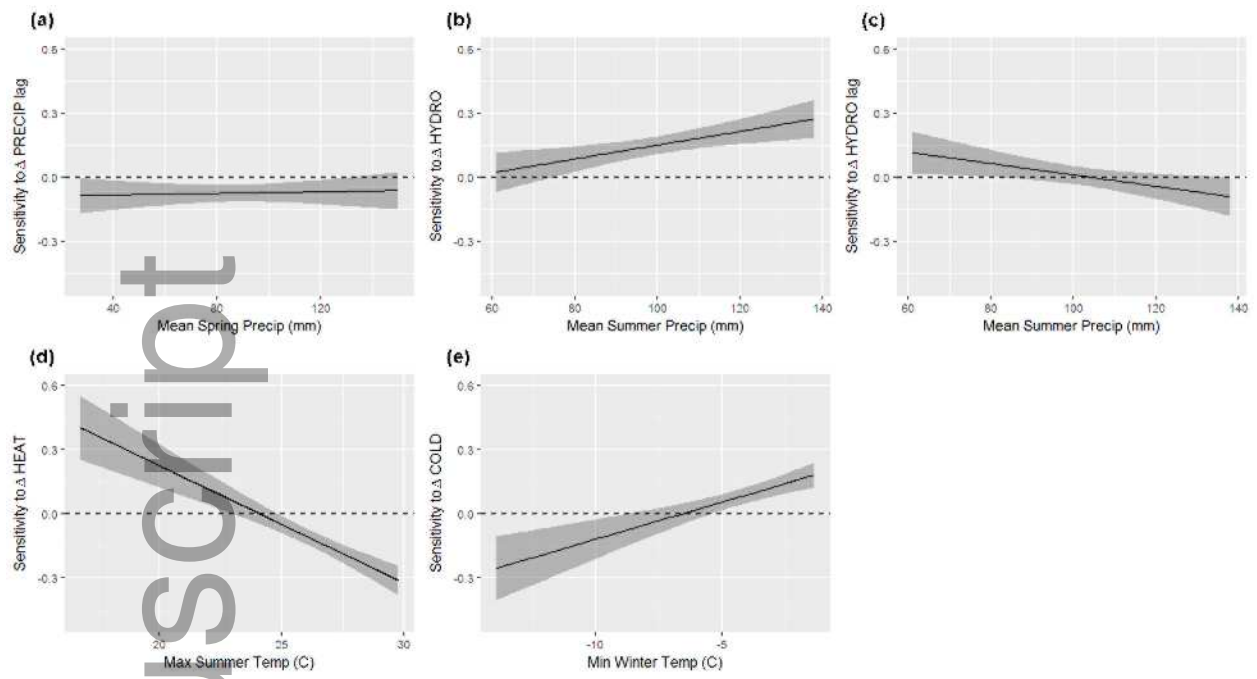 (a)
0.6
0.3
0.0
-0.3
Sensitivity to Δ PRECIP lag
40
80
120
Mean Spring Precip (mm)
(b)
0.6
0.3
0.0
-0.3
Sensitivity to Δ HYDRO
60
80
100
120
140
Mean Summer Precip (mm)
(c)
0.6
0.3
0.0
-0.3
Sensitivity to Δ HYDRO lag
60
80
100
120
140
Mean Summer Precip (mm)
(d)
0.6
0.3
0.0
-0.3
Sensitivity to Δ HEAT
20
25
30
Max Summer Temp (C)
(e)
0.6
0.3
0.0
-0.3
Sensitivity to Δ COLD
-10
-5
Min Winter Temp (C)
uscript